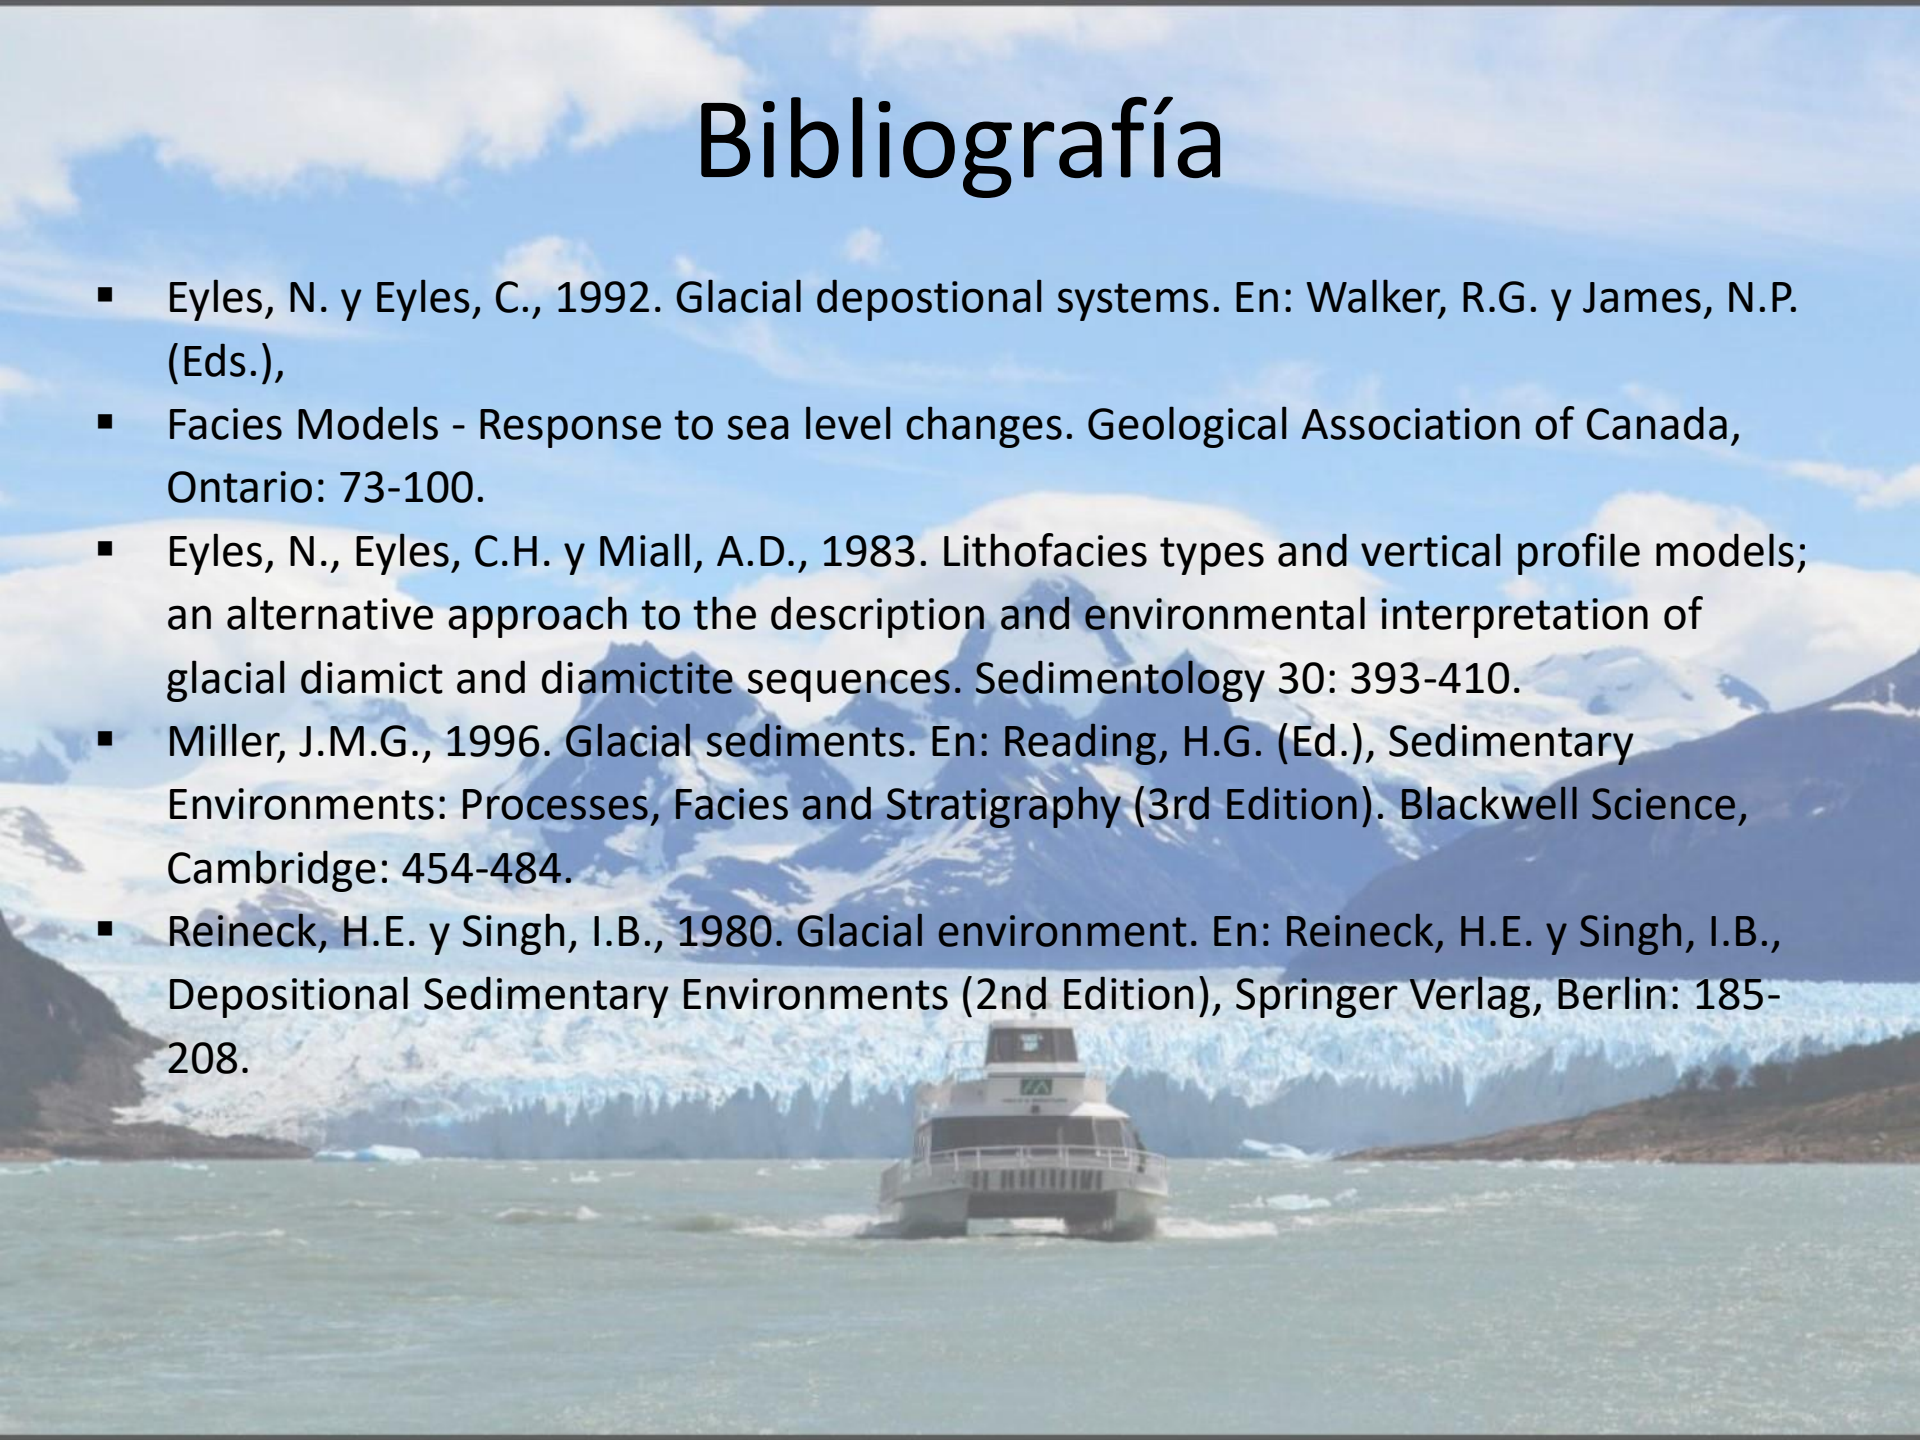 Bibliografía
▪ Eyles, N. y Eyles, C., 1992. Glacial depostional systems. En: Walker, R.G. y James, N.P.
(Eds.),
▪ Facies Models - Response to sea level changes. Geological Association of Canada,
Ontario: 73-100.
▪ Eyles, N., Eyles, C.H. y Miall, A.D., 1983. Lithofacies types and vertical profile models;
an alternative approach to the description and environmental interpretation of
glacial diamict and diamictite sequences. Sedimentology 30: 393-410.
▪ Miller, J.M.G., 1996. Glacial sediments. En: Reading, H.G. (Ed.), Sedimentary
Environments: Processes, Facies and Stratigraphy (3rd Edition). Blackwell Science,
Cambridge: 454-484.
▪ Reineck, H.E. y Singh, I.B., 1980. Glacial environment. En: Reineck, H.E. y Singh, I.B.,
Depositional Sedimentary Environments (2nd Edition), Springer Verlag, Berlin: 185-
208.